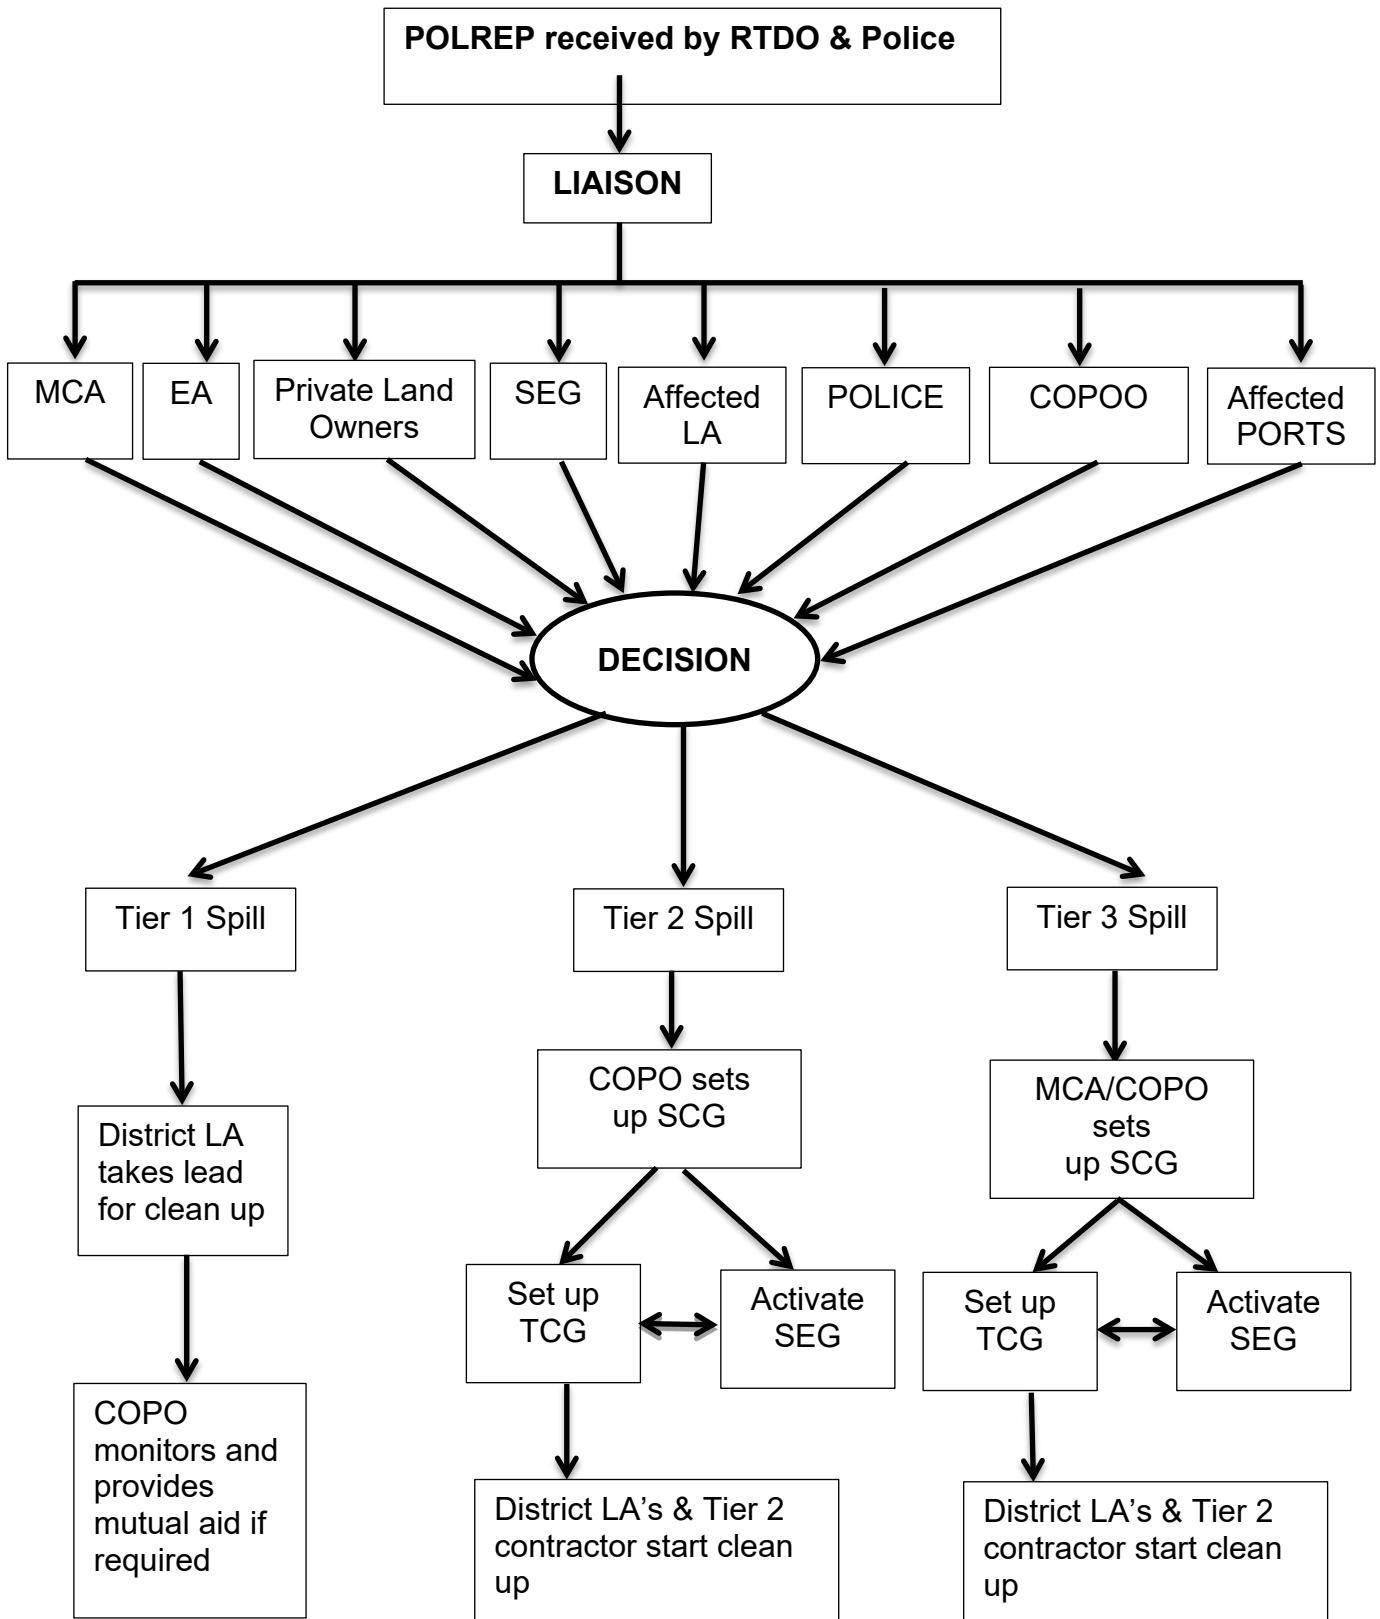 POLREP received by RTDO & Police
LIAISON
MCA
EA
Private Land
Owners
SEG
Affected
LA
POLICE
COPOO
Affected
PORTS
DECISION
Tier 1 Spill
Tier 2 Spill
Tier 3 Spill
District LA
takes lead
for clean up
COPO sets
up SCG
MCA/COPO
sets
up SCG
Set up
TCG
Activate
SEG
Set up
TCG
Activate
SEG
COPO
monitors and
provides
mutual aid if
required
District LA’s & Tier 2
contractor start clean
up
District LA’s & Tier 2
contractor start clean
up